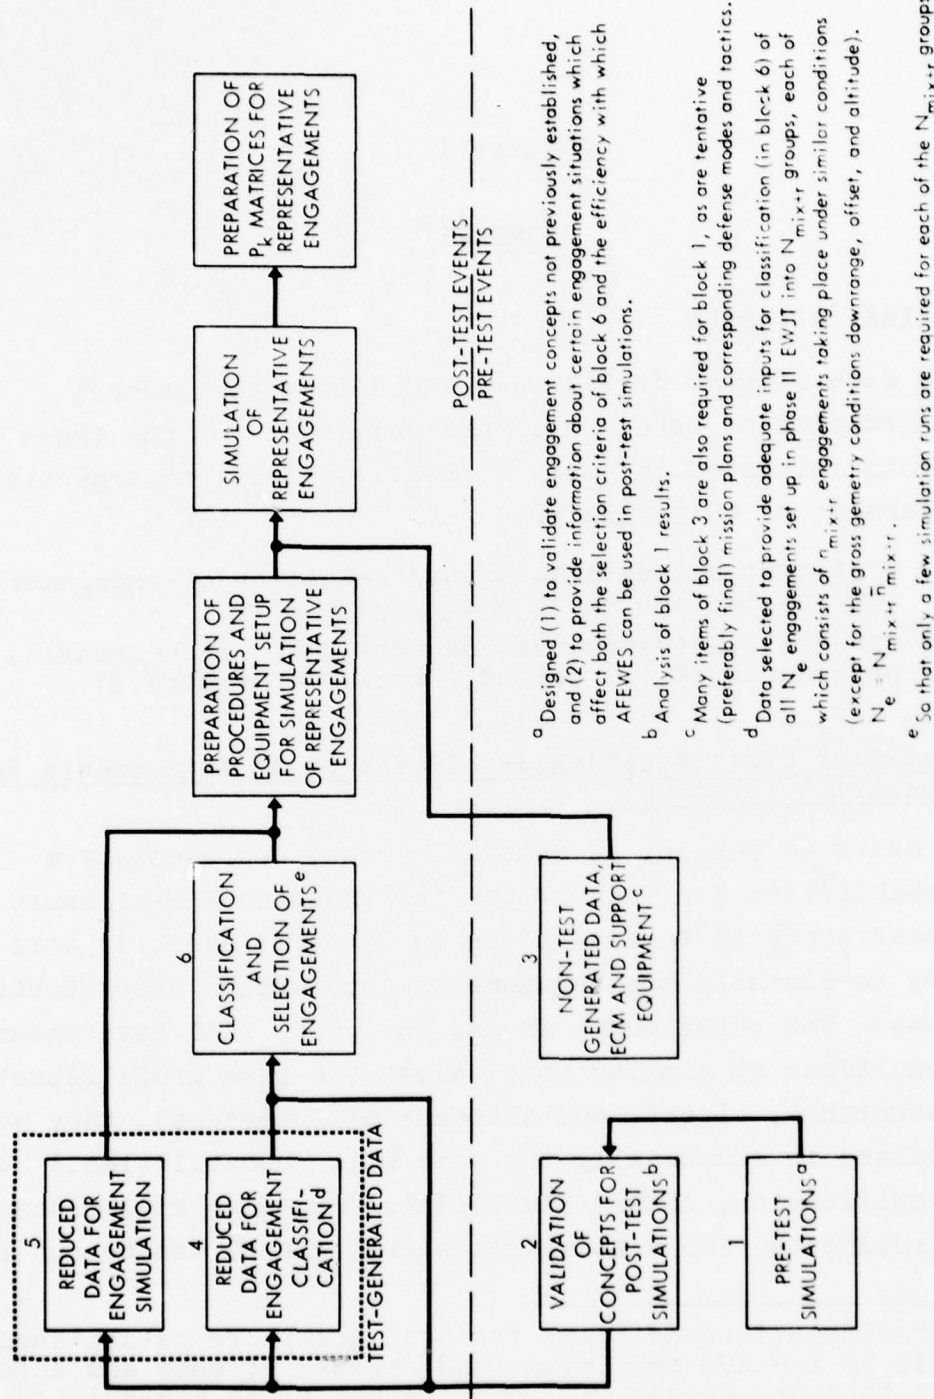 5
REDUCED
DATA FOR
ENGAGEMENT
SIMULATION
4
REDUCED
DATA FOR
ENGAGEMENT
CLASSIFI-
CATION d
TEST-GENERATED DATA
6
CLASSIFICATION
AND
SELECTION OF
ENGAGEMENTS e
PREPARATION OF
PROCEDURES AND
EQUIPMENT SETUP
FOR SIMULATION
OF REPRESENTATIVE
ENGAGEMENTS
SIMULATION
OF
REPRESENTATIVE
ENGAGEMENTS
PREPARATION OF
Pk MATRICES FOR
REPRESENTATIVE
ENGAGEMENTS
POST-TEST EVENTS
PRE-TEST EVENTS
2
VALIDATION
OF
CONCEPTS FOR
POST-TEST
SIMULATIONS b
1
PRE-TEST
SIMULATIONS a
3
NON-TEST
GENERATED DATA,
ECM AND SUPPORT
EQUIPMENT c
a Designed (1) to validate engagement concepts not previously established,
and (2) to provide information about certain engagement situations which
affect both the selection criteria of block 6 and the efficiency with which
AFEWES can be used in post-test simulations.
b Analysis of block 1 results.
c Many items of block 3 are also required for block 1, as are tentative
(preferably final) mission plans and corresponding defense modes and tactics.
d Data selected to provide adequate inputs for classification (in block 6) of
all Ne engagements set up in phase II EWJT into Nmix+r groups, each of
which consists of nmix+r engagements taking place under similar conditions
(except for the gross geometry conditions downrange, offset, and altitude).
Ne = Nmix+r n̄mix+r.
e So that only a few simulation runs are required for each of the Nmix+r groups